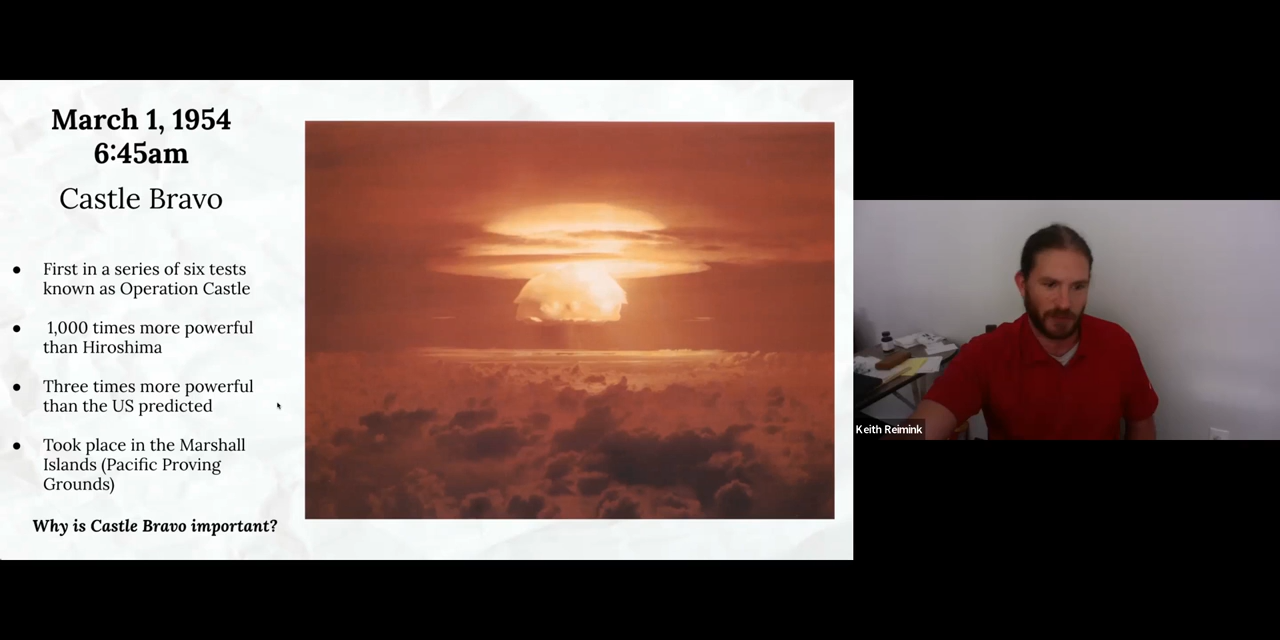 March 1, 1954
6:45am
Castle Bravo
● First in a series of six tests
known as Operation Castle
● 1,000 times more powerful
than Hiroshima
● Three times more powerful
than the US predicted
● Took place in the Marshall
Islands (Pacific Proving
Grounds)
Why is Castle Bravo important?
Keith Reimink